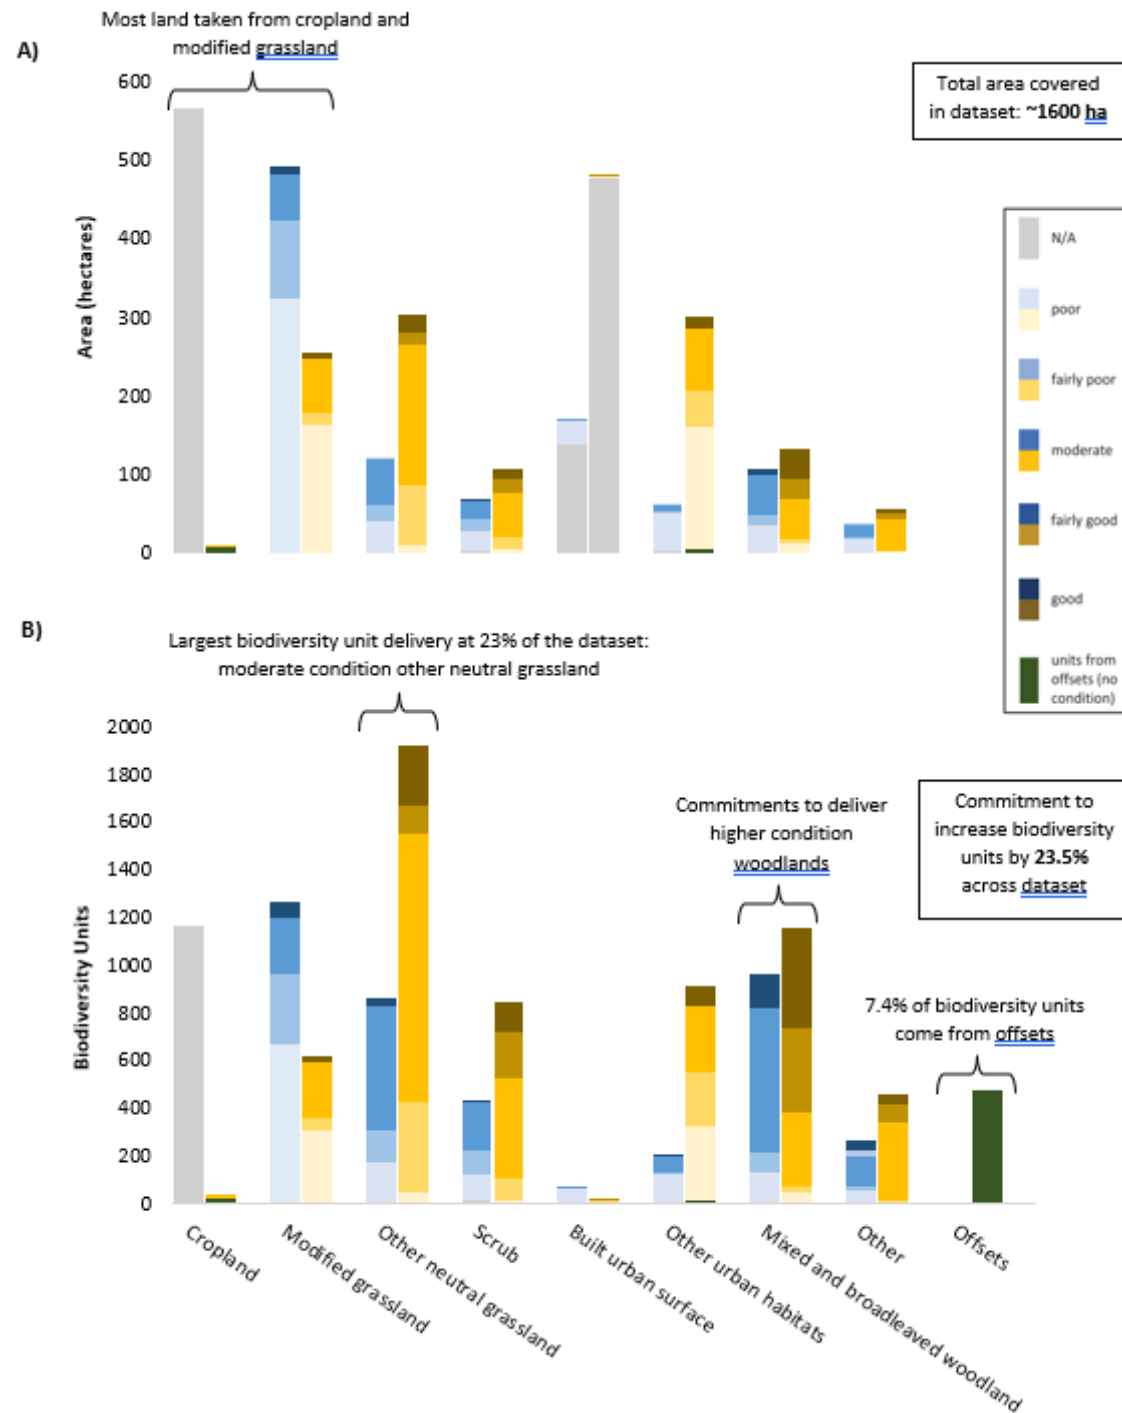 Most land taken from cropland and
modified grassland
A)
Total area covered
in dataset: ~1600 ha
600
500
400
300
200
100
0
Area (hectares)
N/A
poor
fairly poor
moderate
fairly good
good
units from
offsets (no
condition)
B)
Largest biodiversity unit delivery at 23% of the dataset:
moderate condition other neutral grassland
Commitments to deliver
higher condition
woodlands
Commitment to
increase biodiversity
units by 23.5%
across dataset
7.4% of biodiversity units
come from offsets
2000
1800
1600
1400
1200
1000
800
600
400
200
0
Biodiversity Units
Cropland
Modified grassland
Other neutral grassland
Scrub
Built urban surface
Other urban habitats
Mixed and broadleaved woodland
Other
Offsets